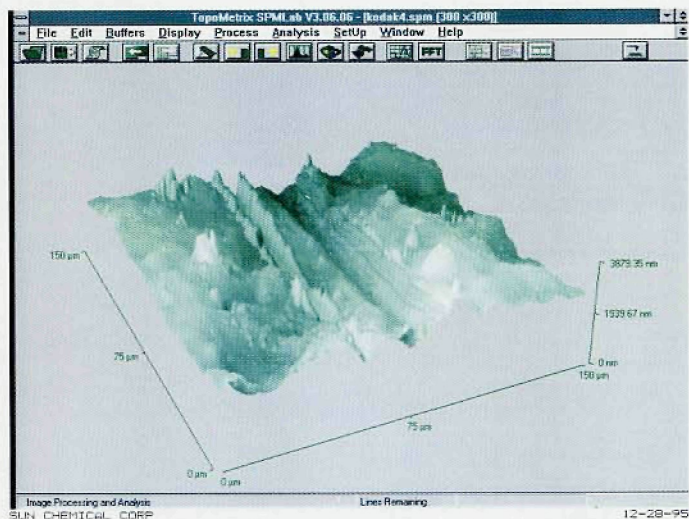 TopoMetrix SPMLab V3.06.06 - [kodak4.spm [300 x300]]
File Edit Buffers Display Process Analysis SetUp Window Help
FFT
150 µm
75 µm
0 µm
0 µm
75 µm
150 µm
3879.35 nm
1939.67 nm
0 nm
Image Processing and Analysis Lines Remaining
SUN CHEMICAL CORP 12-28-95